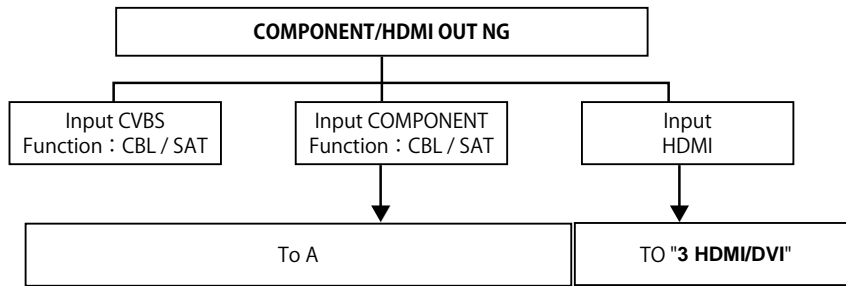 COMPONENT/HDMI OUT NG
Input CVBS
Function：CBL / SAT
Input COMPONENT
Function：CBL / SAT
Input
HDMI
To A
TO "3 HDMI/DVI"